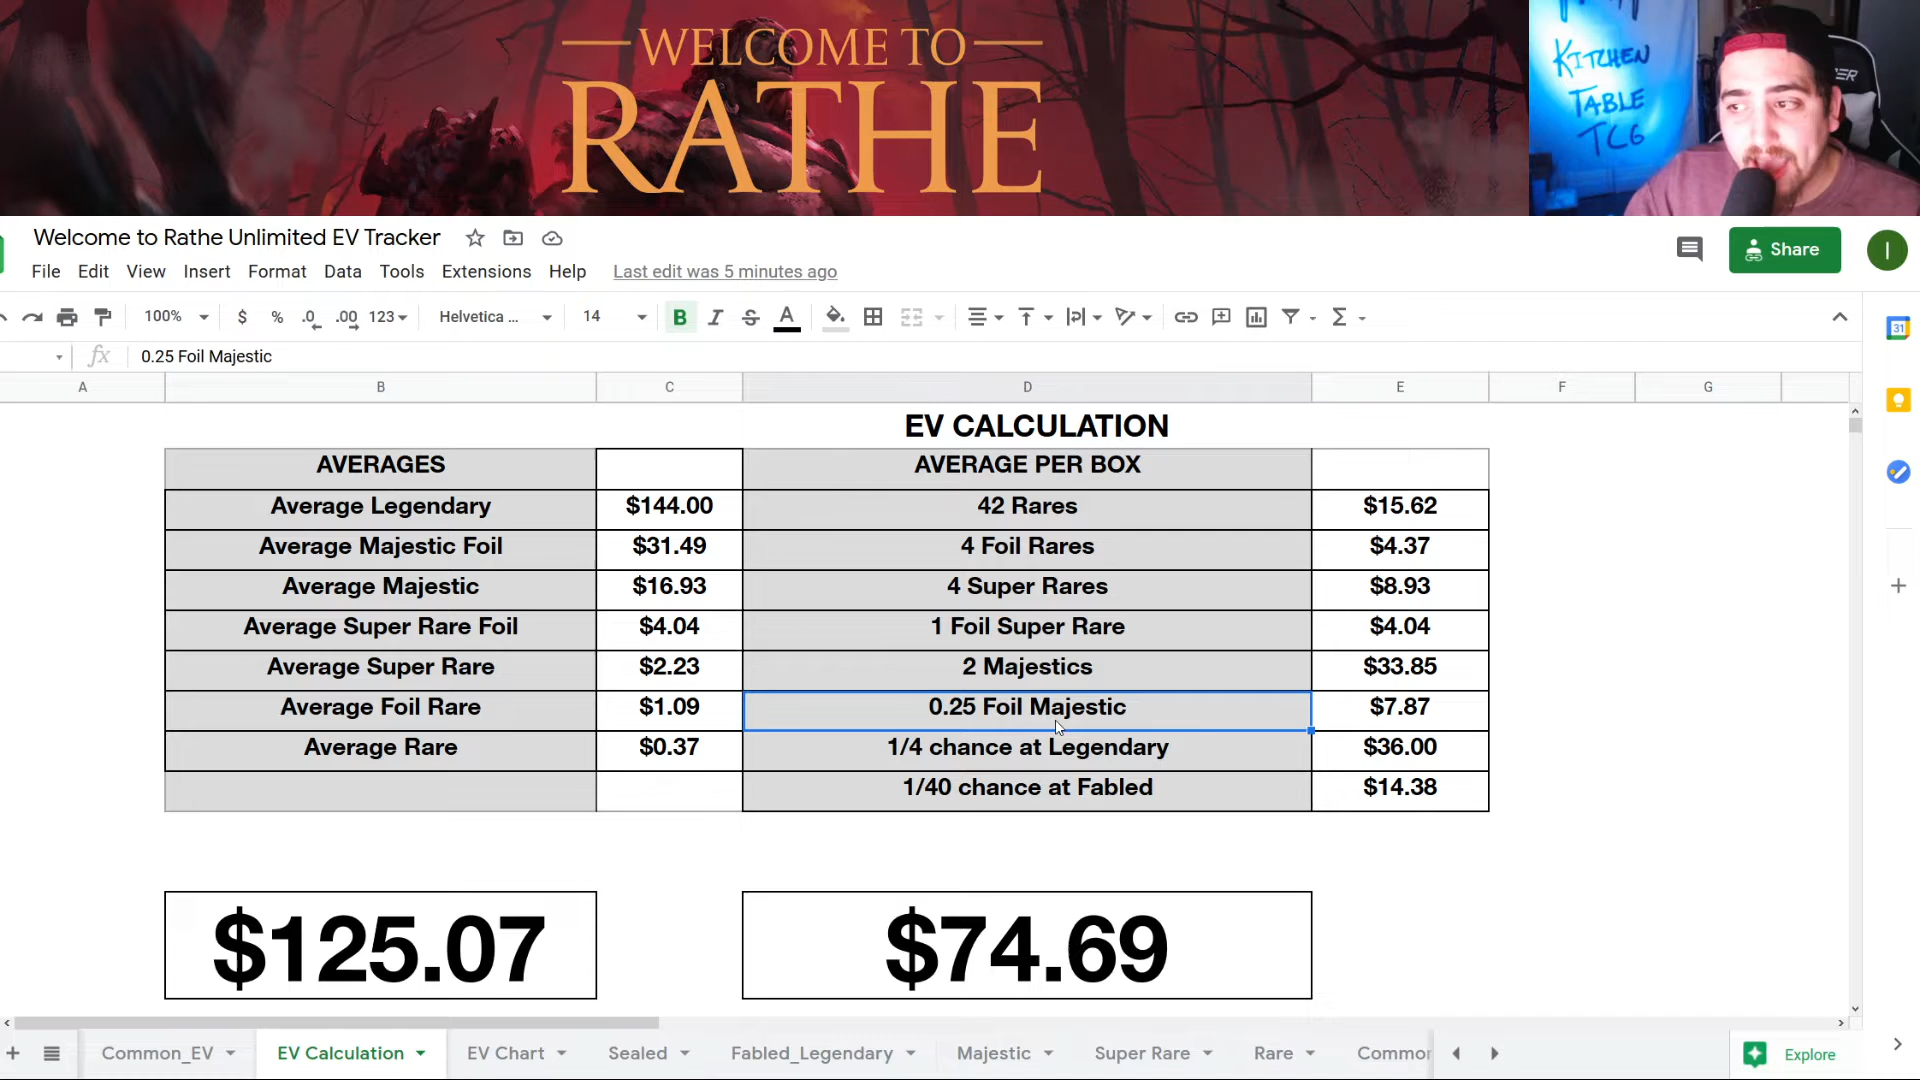 WELCOME TO
RATHE
KITCHEN
TABLE
TCG
Welcome to Rathe Unlimited EV Tracker
Share
I
File Edit View Insert Format Data Tools Extensions Help Last edit was 5 minutes ago
100% $ % .0 .00 123 Helvetica ... 14 B I S A
fx 0.25 Foil Majestic
31
A B C D E F G
EV CALCULATION
AVERAGES AVERAGE PER BOX
Average Legendary $144.00 42 Rares $15.62
Average Majestic Foil $31.49 4 Foil Rares $4.37
Average Majestic $16.93 4 Super Rares $8.93
Average Super Rare Foil $4.04 1 Foil Super Rare $4.04
Average Super Rare $2.23 2 Majestics $33.85
Average Foil Rare $1.09 0.25 Foil Majestic $7.87
Average Rare $0.37 1/4 chance at Legendary $36.00
1/40 chance at Fabled $14.38
$125.07 $74.69
Common_EV EV Calculation EV Chart Sealed Fabled_Legendary Majestic Super Rare Rare Common Explore